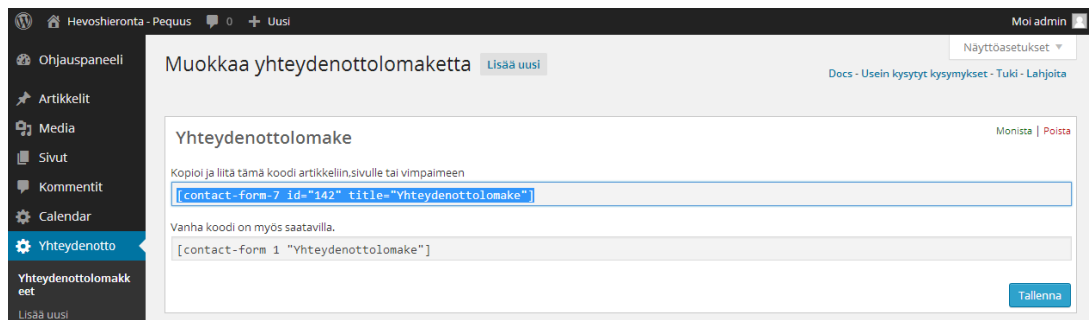 Hevoshieronta - Pequus 0 + Uusi Moi admin
Ohjauspaneeli
Artikkelit
Media
Sivut
Kommentit
Calendar
Yhteydenotto
Yhteydenottolomakk
eet
Lisää uusi
Näyttöasetukset
Muokkaa yhteydenottolomaketta Lisää uusi
Docs - Usein kysytyt kysymykset - Tuki - Lahjoita
Yhteydenottolomake
Monista | Poista
Kopioi ja liitä tämä koodi artikkeliin,sivulle tai vimpaimeen
[contact-form-7 id="142" title="Yhteydenottolomake"]
Vanha koodi on myös saatavilla.
[contact-form 1 "Yhteydenottolomake"]
Tallenna